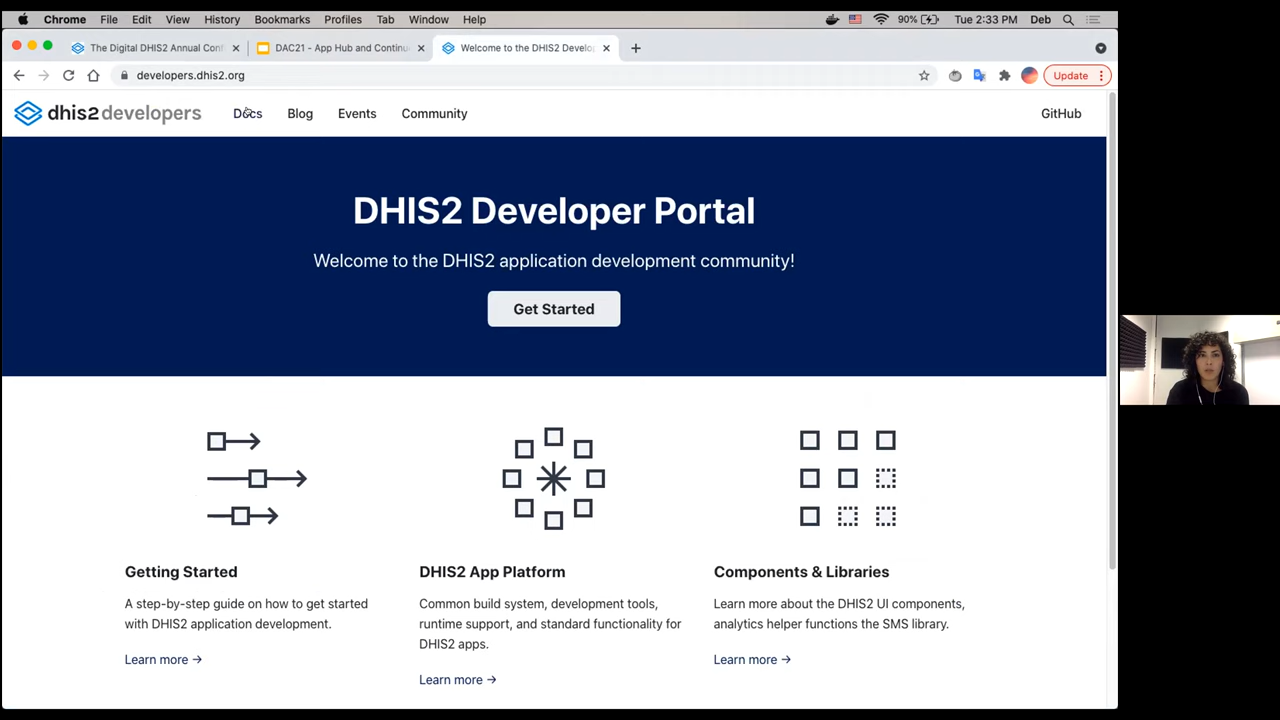 Chrome File Edit View History Bookmarks Profiles Tab Window Help 90% Tue 2:33 PM Deb
The Digital DHIS2 Annual Conf DAC21 - App Hub and Continu Welcome to the DHIS2 Develo
developers.dhis2.org Update
dhis2 developers Docs Blog Events Community GitHub
DHIS2 Developer Portal
Welcome to the DHIS2 application development community!
Get Started
Getting Started
A step-by-step guide on how to get started
with DHIS2 application development.
Learn more →
DHIS2 App Platform
Common build system, development tools,
runtime support, and standard functionality for
DHIS2 apps.
Learn more →
Components & Libraries
Learn more about the DHIS2 UI components,
analytics helper functions the SMS library.
Learn more →